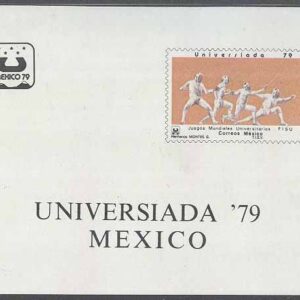 MEXICO 79
Universiada 79
Juegos Mundiales Universitarios FISU
Correos México
UNIVERSIADA '79
MEXICO